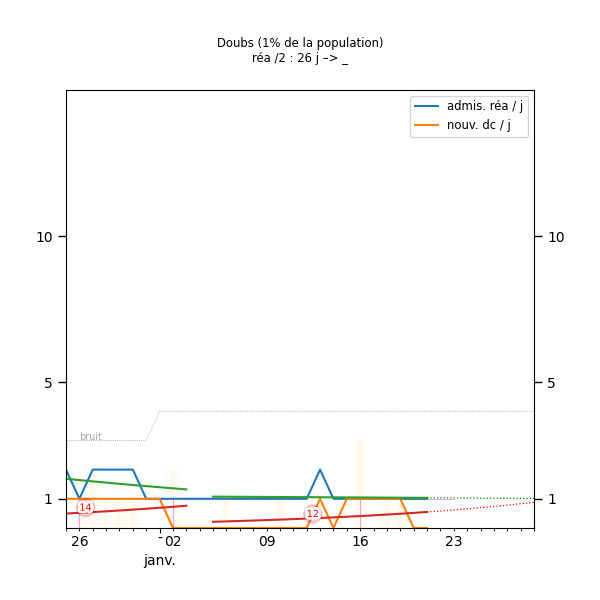 Doubs (1% de la population)
réa /2 : 26 j –> _
admis. réa / j
nouv. dc / j
10 10
5 5
bruit
1 1
14
12
26 02 09 16 23
janv.